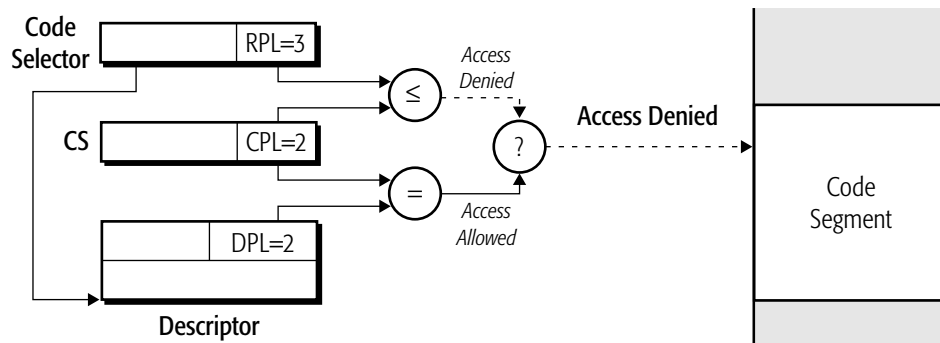 Code
Selector
RPL=3
Access
Denied
≤
CS
CPL=2
Access Denied
?
=
Code
Segment
Access
Allowed
DPL=2
Descriptor